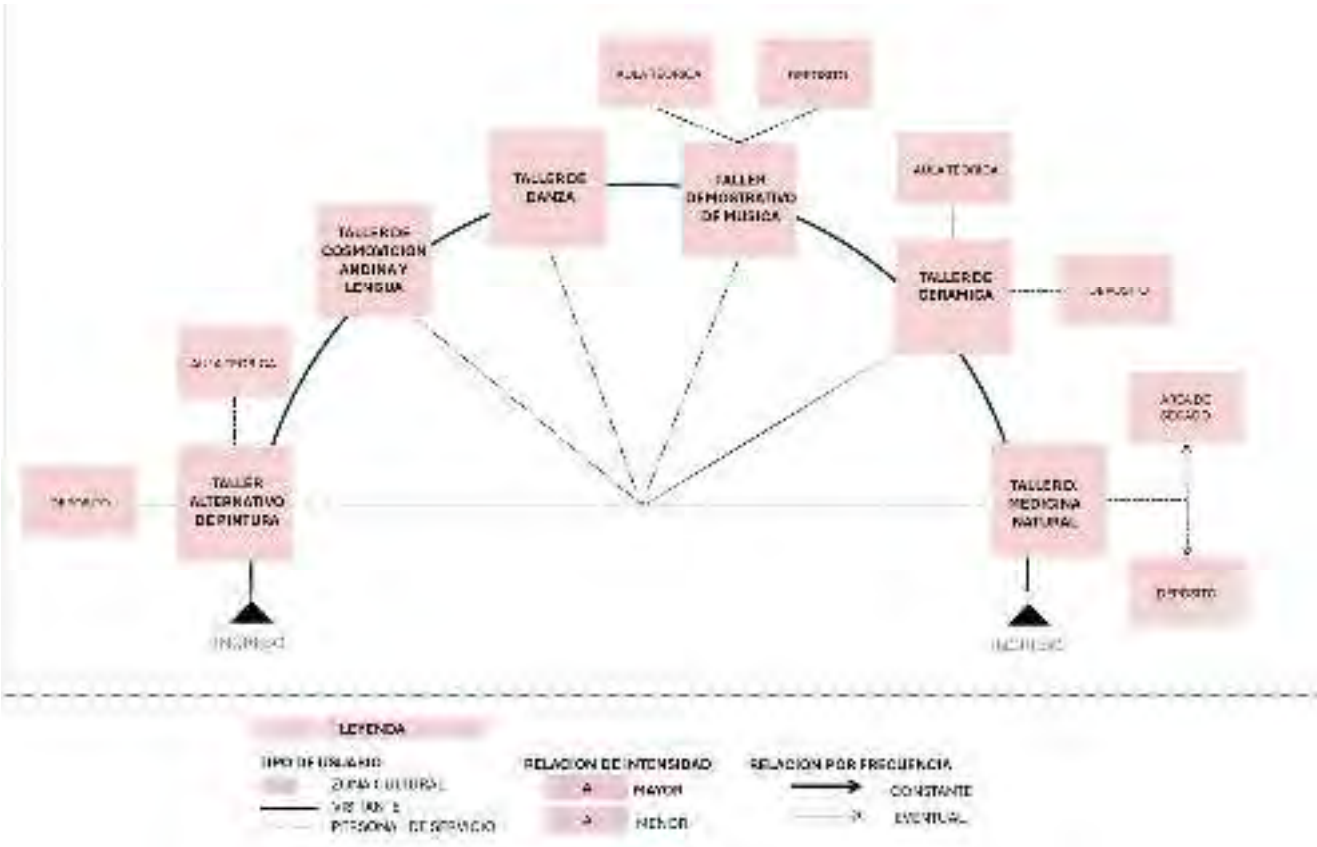 AULA TEORICA
DEPOSITO
TALLER DE
DANZA
TALLER
DEMOSTRATIVO
DE MUSICA
AULA TEORICA
TALLER DE
COSMOVICION
ANDINA Y
LENGUA
TALLER DE
CERAMICA
DEPOSITO
AULA TEORICA
AREA DE
SECADO
DEPOSITO
TALLER
ALTERNATIVO
DE PINTURA
TALLER D.
MEDICINA
NATURAL
DEPOSITO
INGRESO
INGRESO
LEYENDA
TIPO DE USUARIO
ZONA CULTURAL
VISITANTE
PERSONAL DE SERVICIO
RELACION DE INTENSIDAD
A MAYOR
A MENOR
RELACION POR FRECUENCIA
CONSTANTE
EVENTUAL